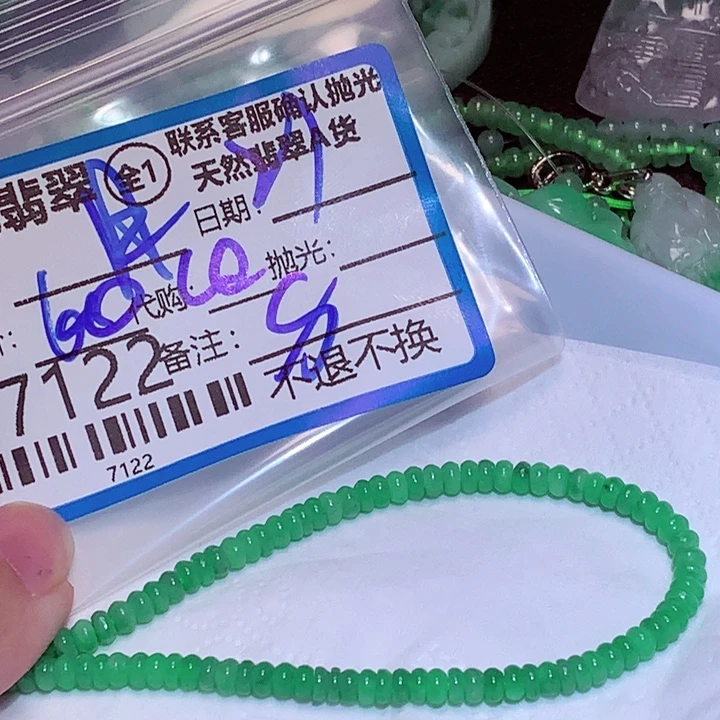 联系客服确认抛光
翡翠 全1 天然翡翠A货
日期:
60 代购: 抛光:
7122 备注:
不退不换
7122